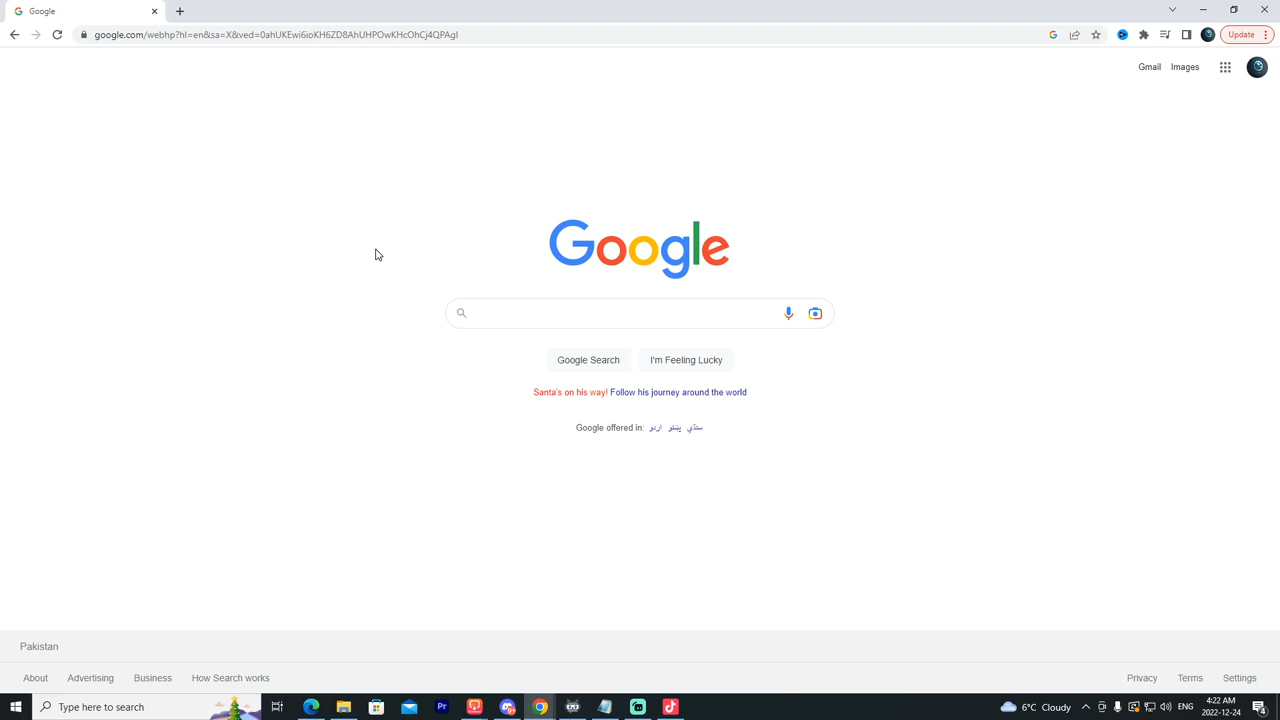 Google
google.com/webhp?hl=en&sa=X&ved=0ahUKEwi6ioKH6ZD8AhUHPOwKHcOhCj4QPAgI
Update
Gmail Images
Google
Google Search I'm Feeling Lucky
Santa's on his way! Follow his journey around the world
Google offered in: اردو پښتو سنڌي
Pakistan
About Advertising Business How Search works Privacy Terms Settings
Type here to search
Pr
6°C Cloudy ENG 4:22 AM
2022-12-24
4